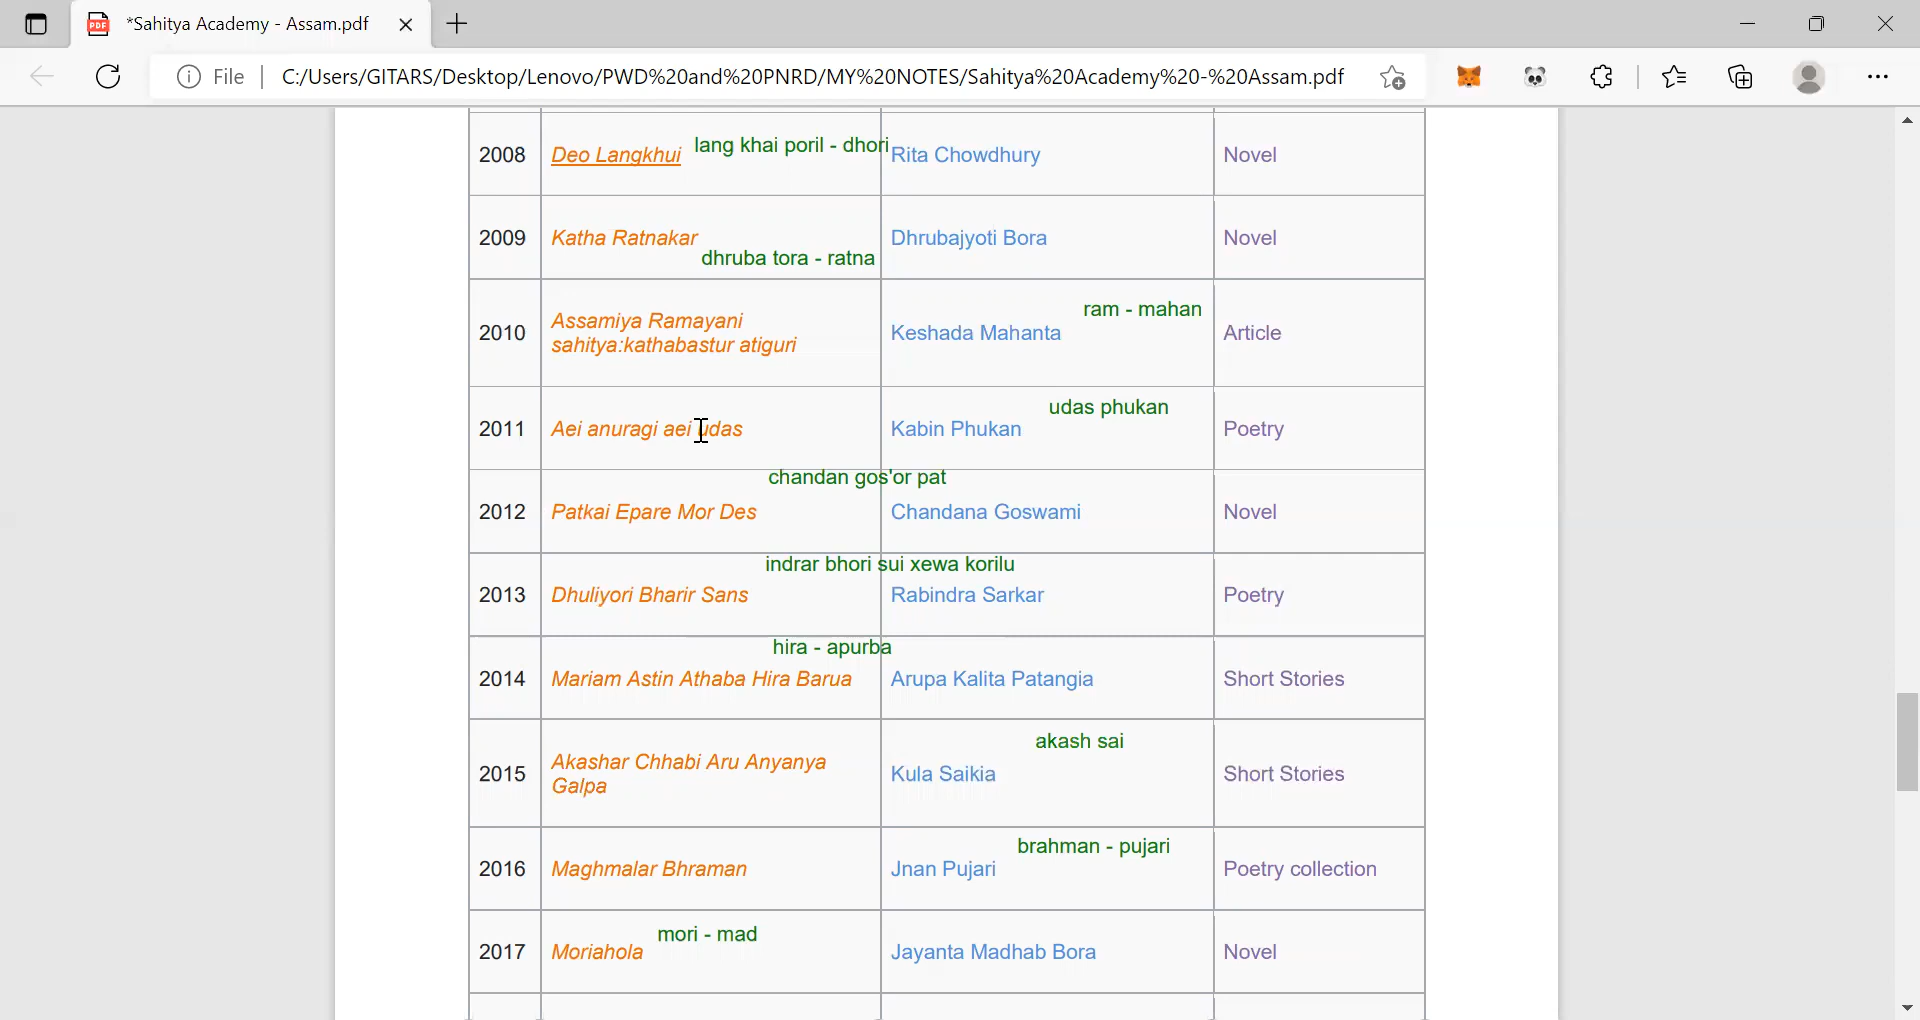 *Sahitya Academy - Assam.pdf
File
C:/Users/GITARS/Desktop/Lenovo/PWD%20and%20PNRD/MY%20NOTES/Sahitya%20Academy%20-%20Assam.pdf
2008 Deo Langkhui lang khai poril - dhori Rita Chowdhury Novel
2009 Katha Ratnakar Dhrubajyoti Bora Novel
dhruba tora - ratna
ram - mahan
2010 Assamiya Ramayani
sahitya:kathabastur atiguri Keshada Mahanta Article
udas phukan
2011 Aei anuragi aei udas Kabin Phukan Poetry
chandan gos'or pat
2012 Patkai Epare Mor Des Chandana Goswami Novel
indrar bhori sui xewa korilu
2013 Dhuliyori Bharir Sans Rabindra Sarkar Poetry
hira - apurba
2014 Mariam Astin Athaba Hira Barua Arupa Kalita Patangia Short Stories
akash sai
2015 Akashar Chhabi Aru Anyanya
Galpa Kula Saikia Short Stories
brahman - pujari
2016 Maghmalar Bhraman Jnan Pujari Poetry collection
mori - mad
2017 Moriahola Jayanta Madhab Bora Novel